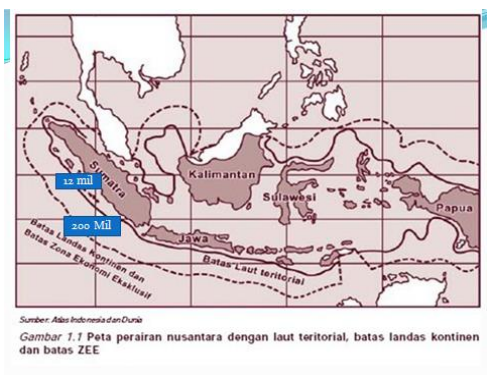 Kalimantan
Sumatra
12 mil
Sulawesi
Papua
200 Mil
Jawa
Batas Laut teritorial
Batas Landas Kontinen dan
Batas Zona Ekonomi Eksklusif
Sumber: Atlas Indonesia dan Dunia
Gambar 1.1 Peta perairan nusantara dengan laut teritorial, batas landas kontinen
dan batas ZEE